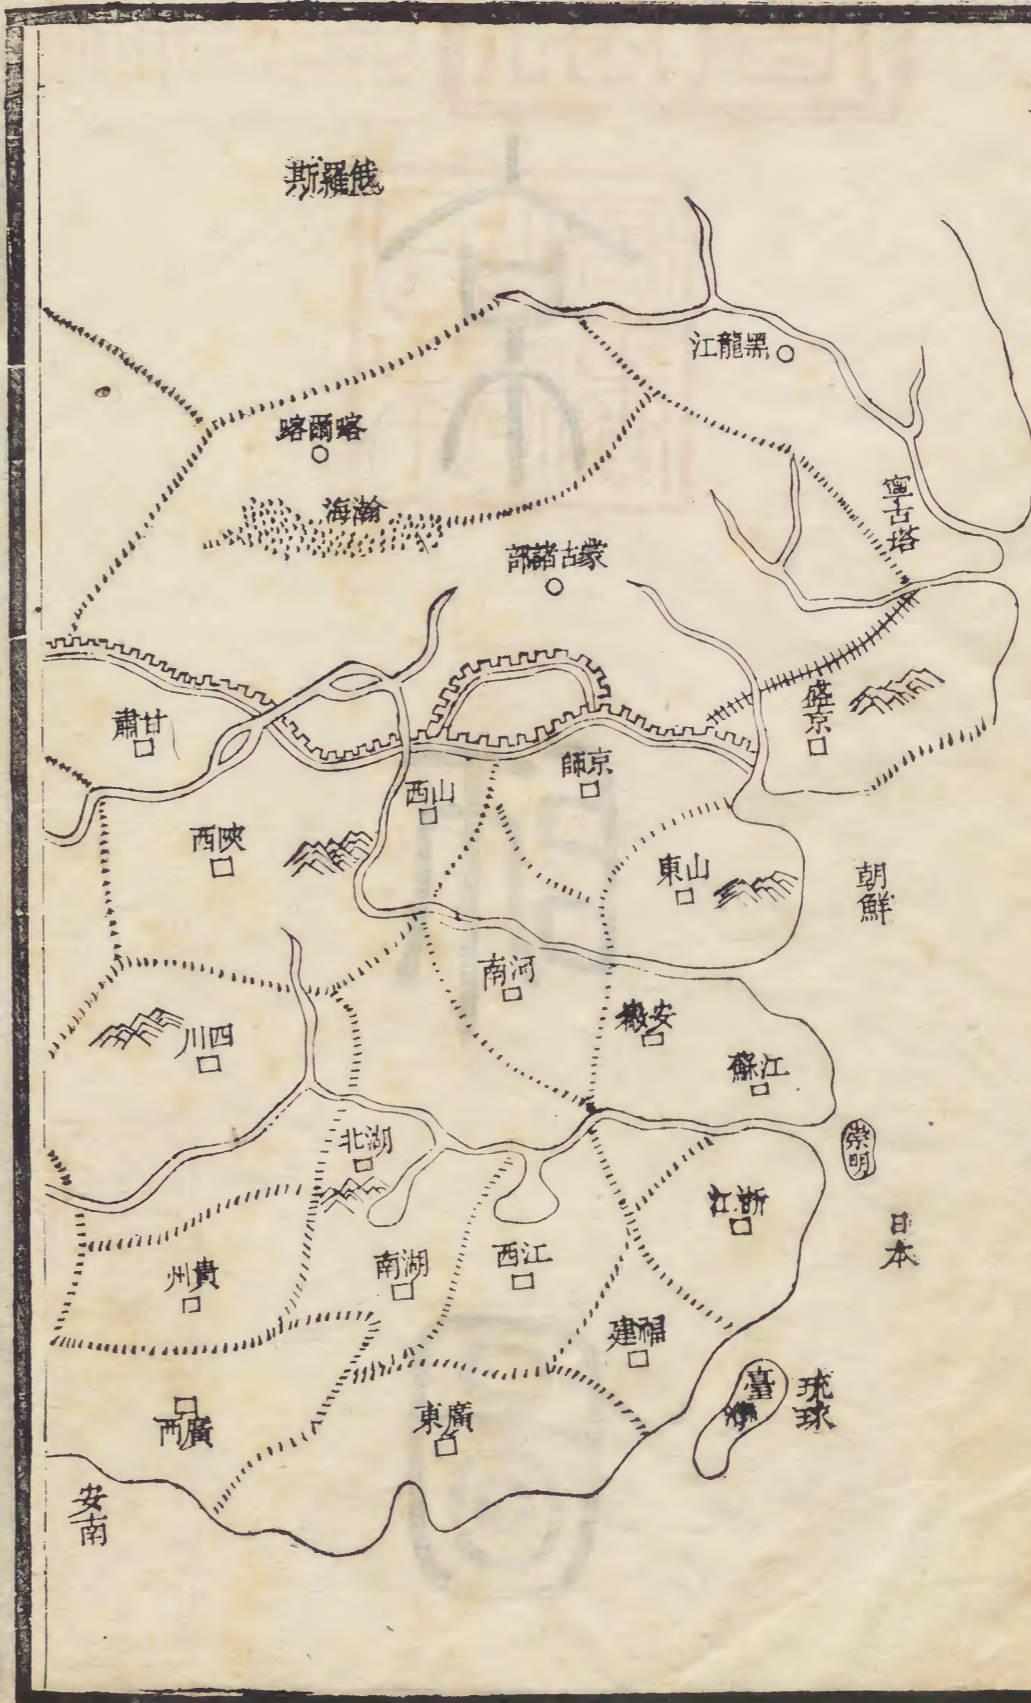 俄羅斯
黑龍江
喀爾喀
瀚海
寧古塔
蒙古諸部
盛京
甘肅
京師
山西
陝西
山東
朝鮮
河南
安徽
江蘇
四川
湖北
崇明
浙江
日本
江西
湖南
貴州
福建
臺灣
琉球
廣東
廣西
安南